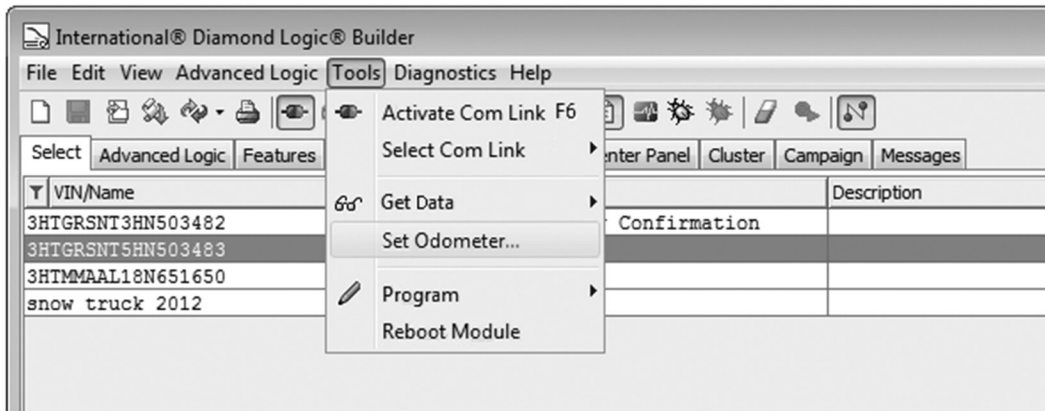 International® Diamond Logic® Builder
File Edit View Advanced Logic Tools Diagnostics Help
Activate Com Link F6
Select Com Link
Get Data
Set Odometer...
Program
Reboot Module
Select Advanced Logic Features enter Panel Cluster Campaign Messages
VIN/Name Description
3HTGRSNT3HN503482 Confirmation
3HTGRSNT5HN503483
3HTMMAAL18N651650
snow truck 2012